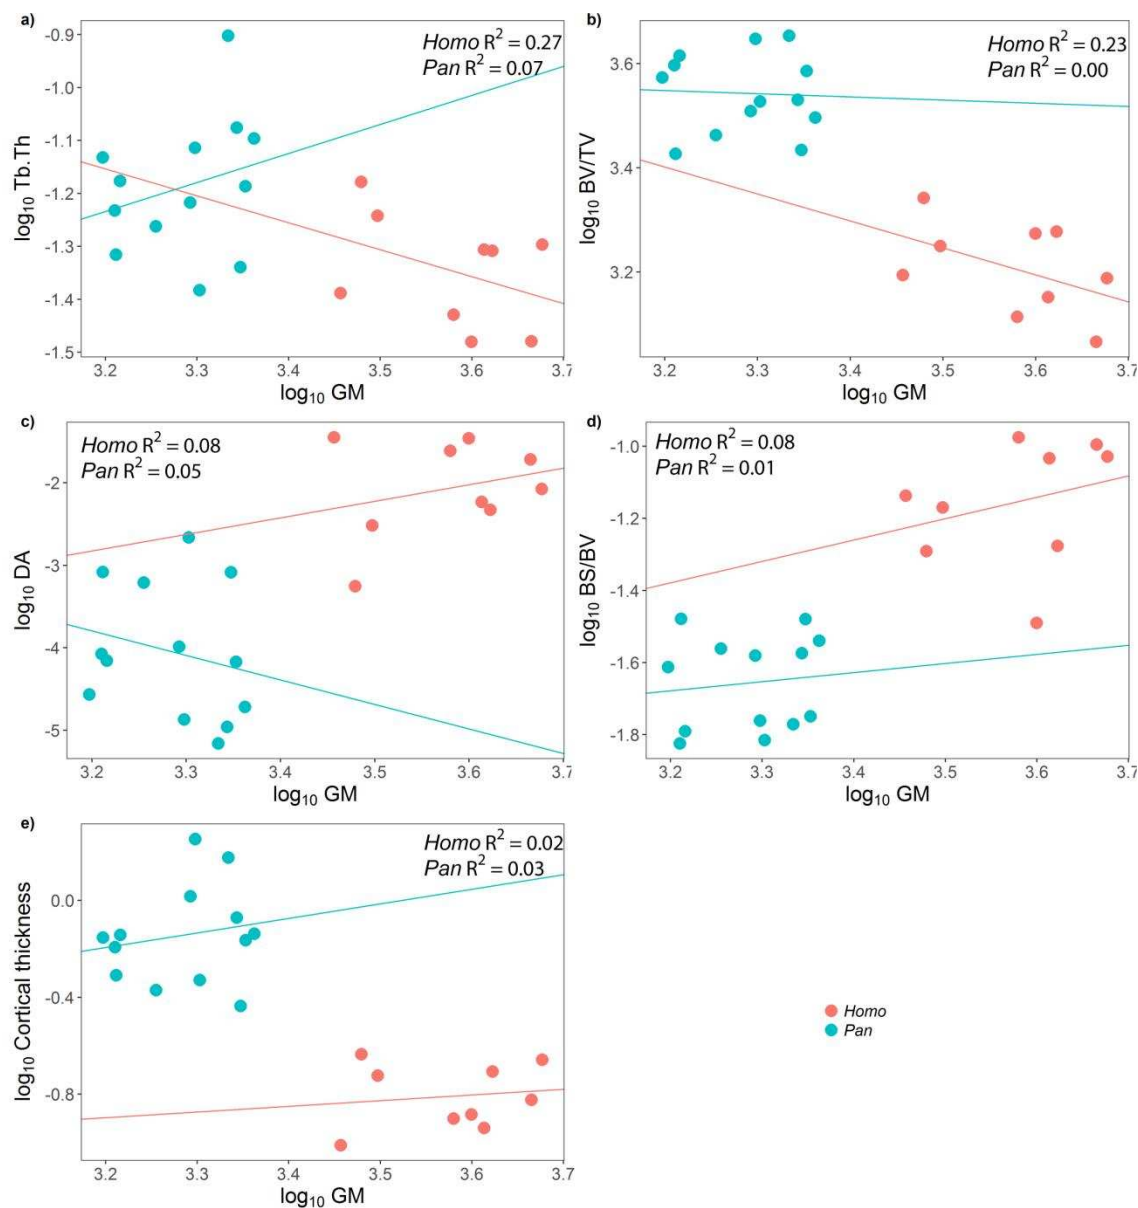 a)
Homo R² = 0.27
Pan R² = 0.07
-0.9
-1.0
-1.1
-1.2
-1.3
-1.4
-1.5
log₁₀ Tb.Th
3.2 3.3 3.4 3.5 3.6 3.7
log₁₀ GM
b)
Homo R² = 0.23
Pan R² = 0.00
3.6
3.4
3.2
log₁₀ BV/TV
3.2 3.3 3.4 3.5 3.6 3.7
log₁₀ GM
c)
Homo R² = 0.08
Pan R² = 0.05
-2
-3
-4
-5
log₁₀ DA
3.2 3.3 3.4 3.5 3.6 3.7
log₁₀ GM
d)
Homo R² = 0.08
Pan R² = 0.01
-1.0
-1.2
-1.4
-1.6
-1.8
log₁₀ BS/BV
3.2 3.3 3.4 3.5 3.6 3.7
log₁₀ GM
e)
Homo R² = 0.02
Pan R² = 0.03
0.0
-0.4
-0.8
log₁₀ Cortical thickness
3.2 3.3 3.4 3.5 3.6 3.7
log₁₀ GM
Homo
Pan